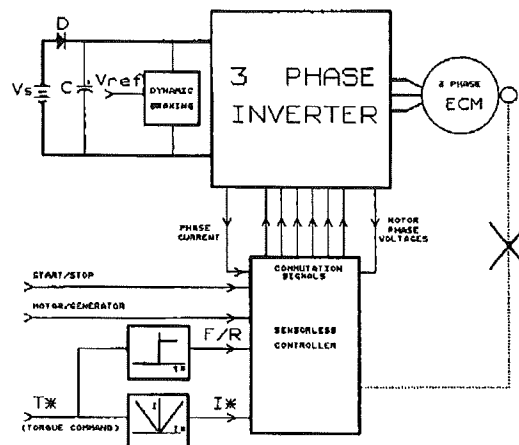 D
Vs
C
Vref
DYNAMIC
BRAKING
3 PHASE
INVERTER
3 PHASE
ECM
PHASE
CURRENT
MOTOR
PHASE
VOLTAGES
COMMUTATION
SIGNALS
START/STOP
MOTOR/GENERATOR
SENSORLESS
CONTROLLER
F/R
T*
T*
(TORQUE COMMAND)
I
I*